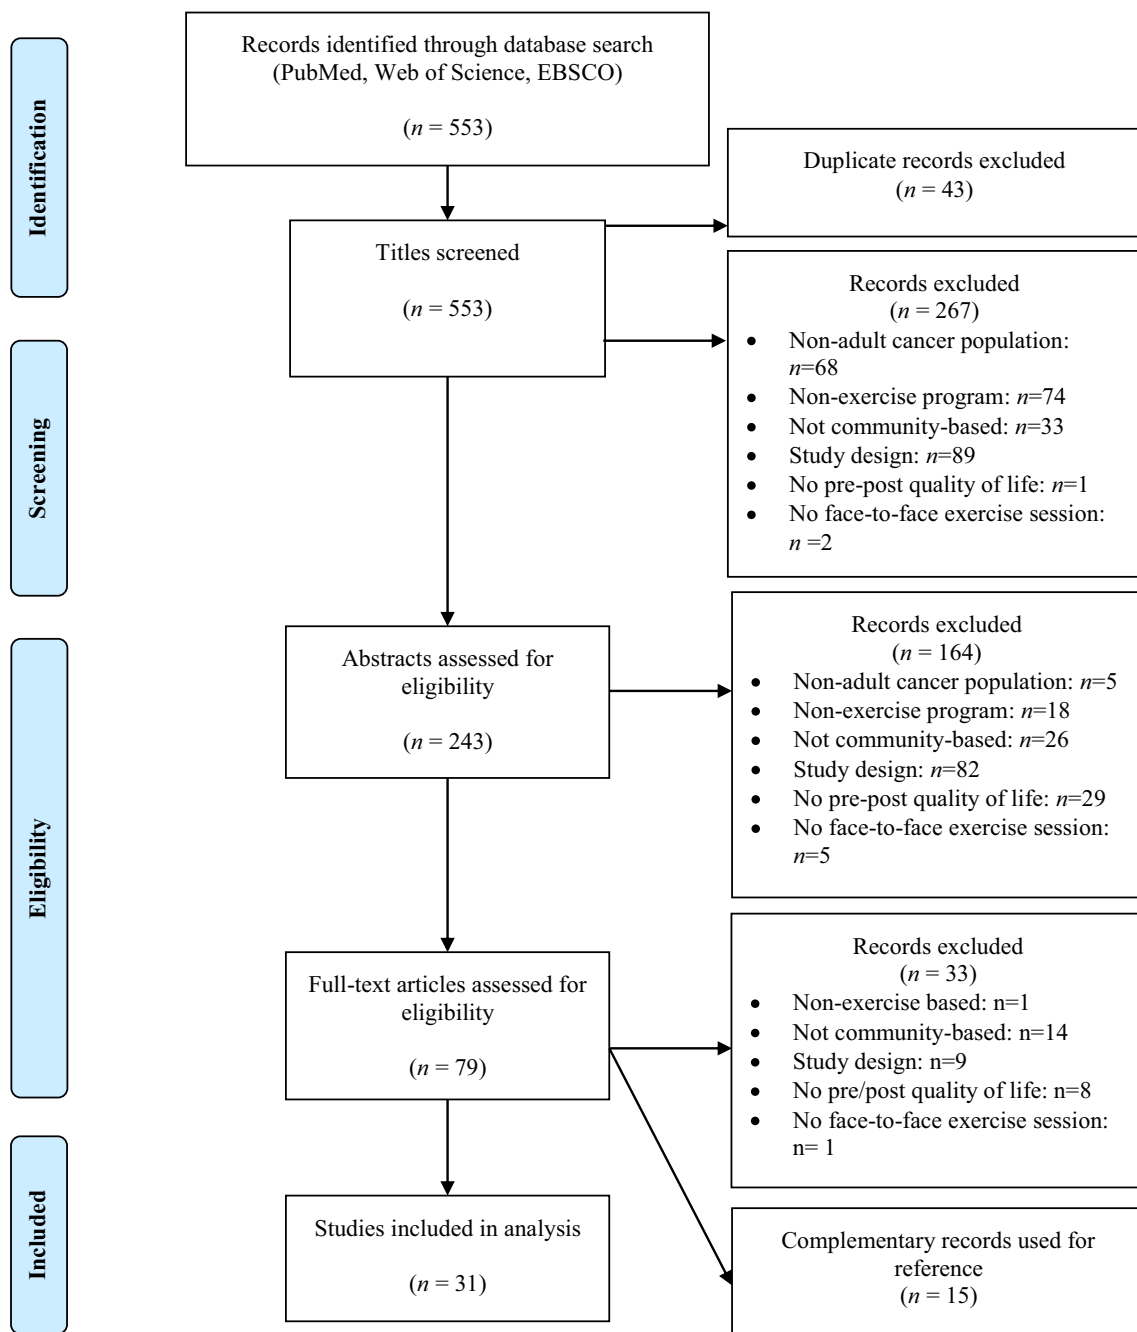 Identification
Records identified through database search
(PubMed, Web of Science, EBSCO)
(n = 553)
Duplicate records excluded
(n = 43)
Titles screened
(n = 553)
Records excluded
(n = 267)
• Non-adult cancer population:
n=68
• Non-exercise program: n=74
• Not community-based: n=33
• Study design: n=89
• No pre-post quality of life: n=1
• No face-to-face exercise session:
n =2
Screening
Abstracts assessed for
eligibility
(n = 243)
Records excluded
(n = 164)
• Non-adult cancer population: n=5
• Non-exercise program: n=18
• Not community-based: n=26
• Study design: n=82
• No pre-post quality of life: n=29
• No face-to-face exercise session:
n=5
Eligibility
Full-text articles assessed for
eligibility
(n = 79)
Records excluded
(n = 33)
• Non-exercise based: n=1
• Not community-based: n=14
• Study design: n=9
• No pre/post quality of life: n=8
• No face-to-face exercise session:
n= 1
Included
Studies included in analysis
(n = 31)
Complementary records used for
reference
(n = 15)